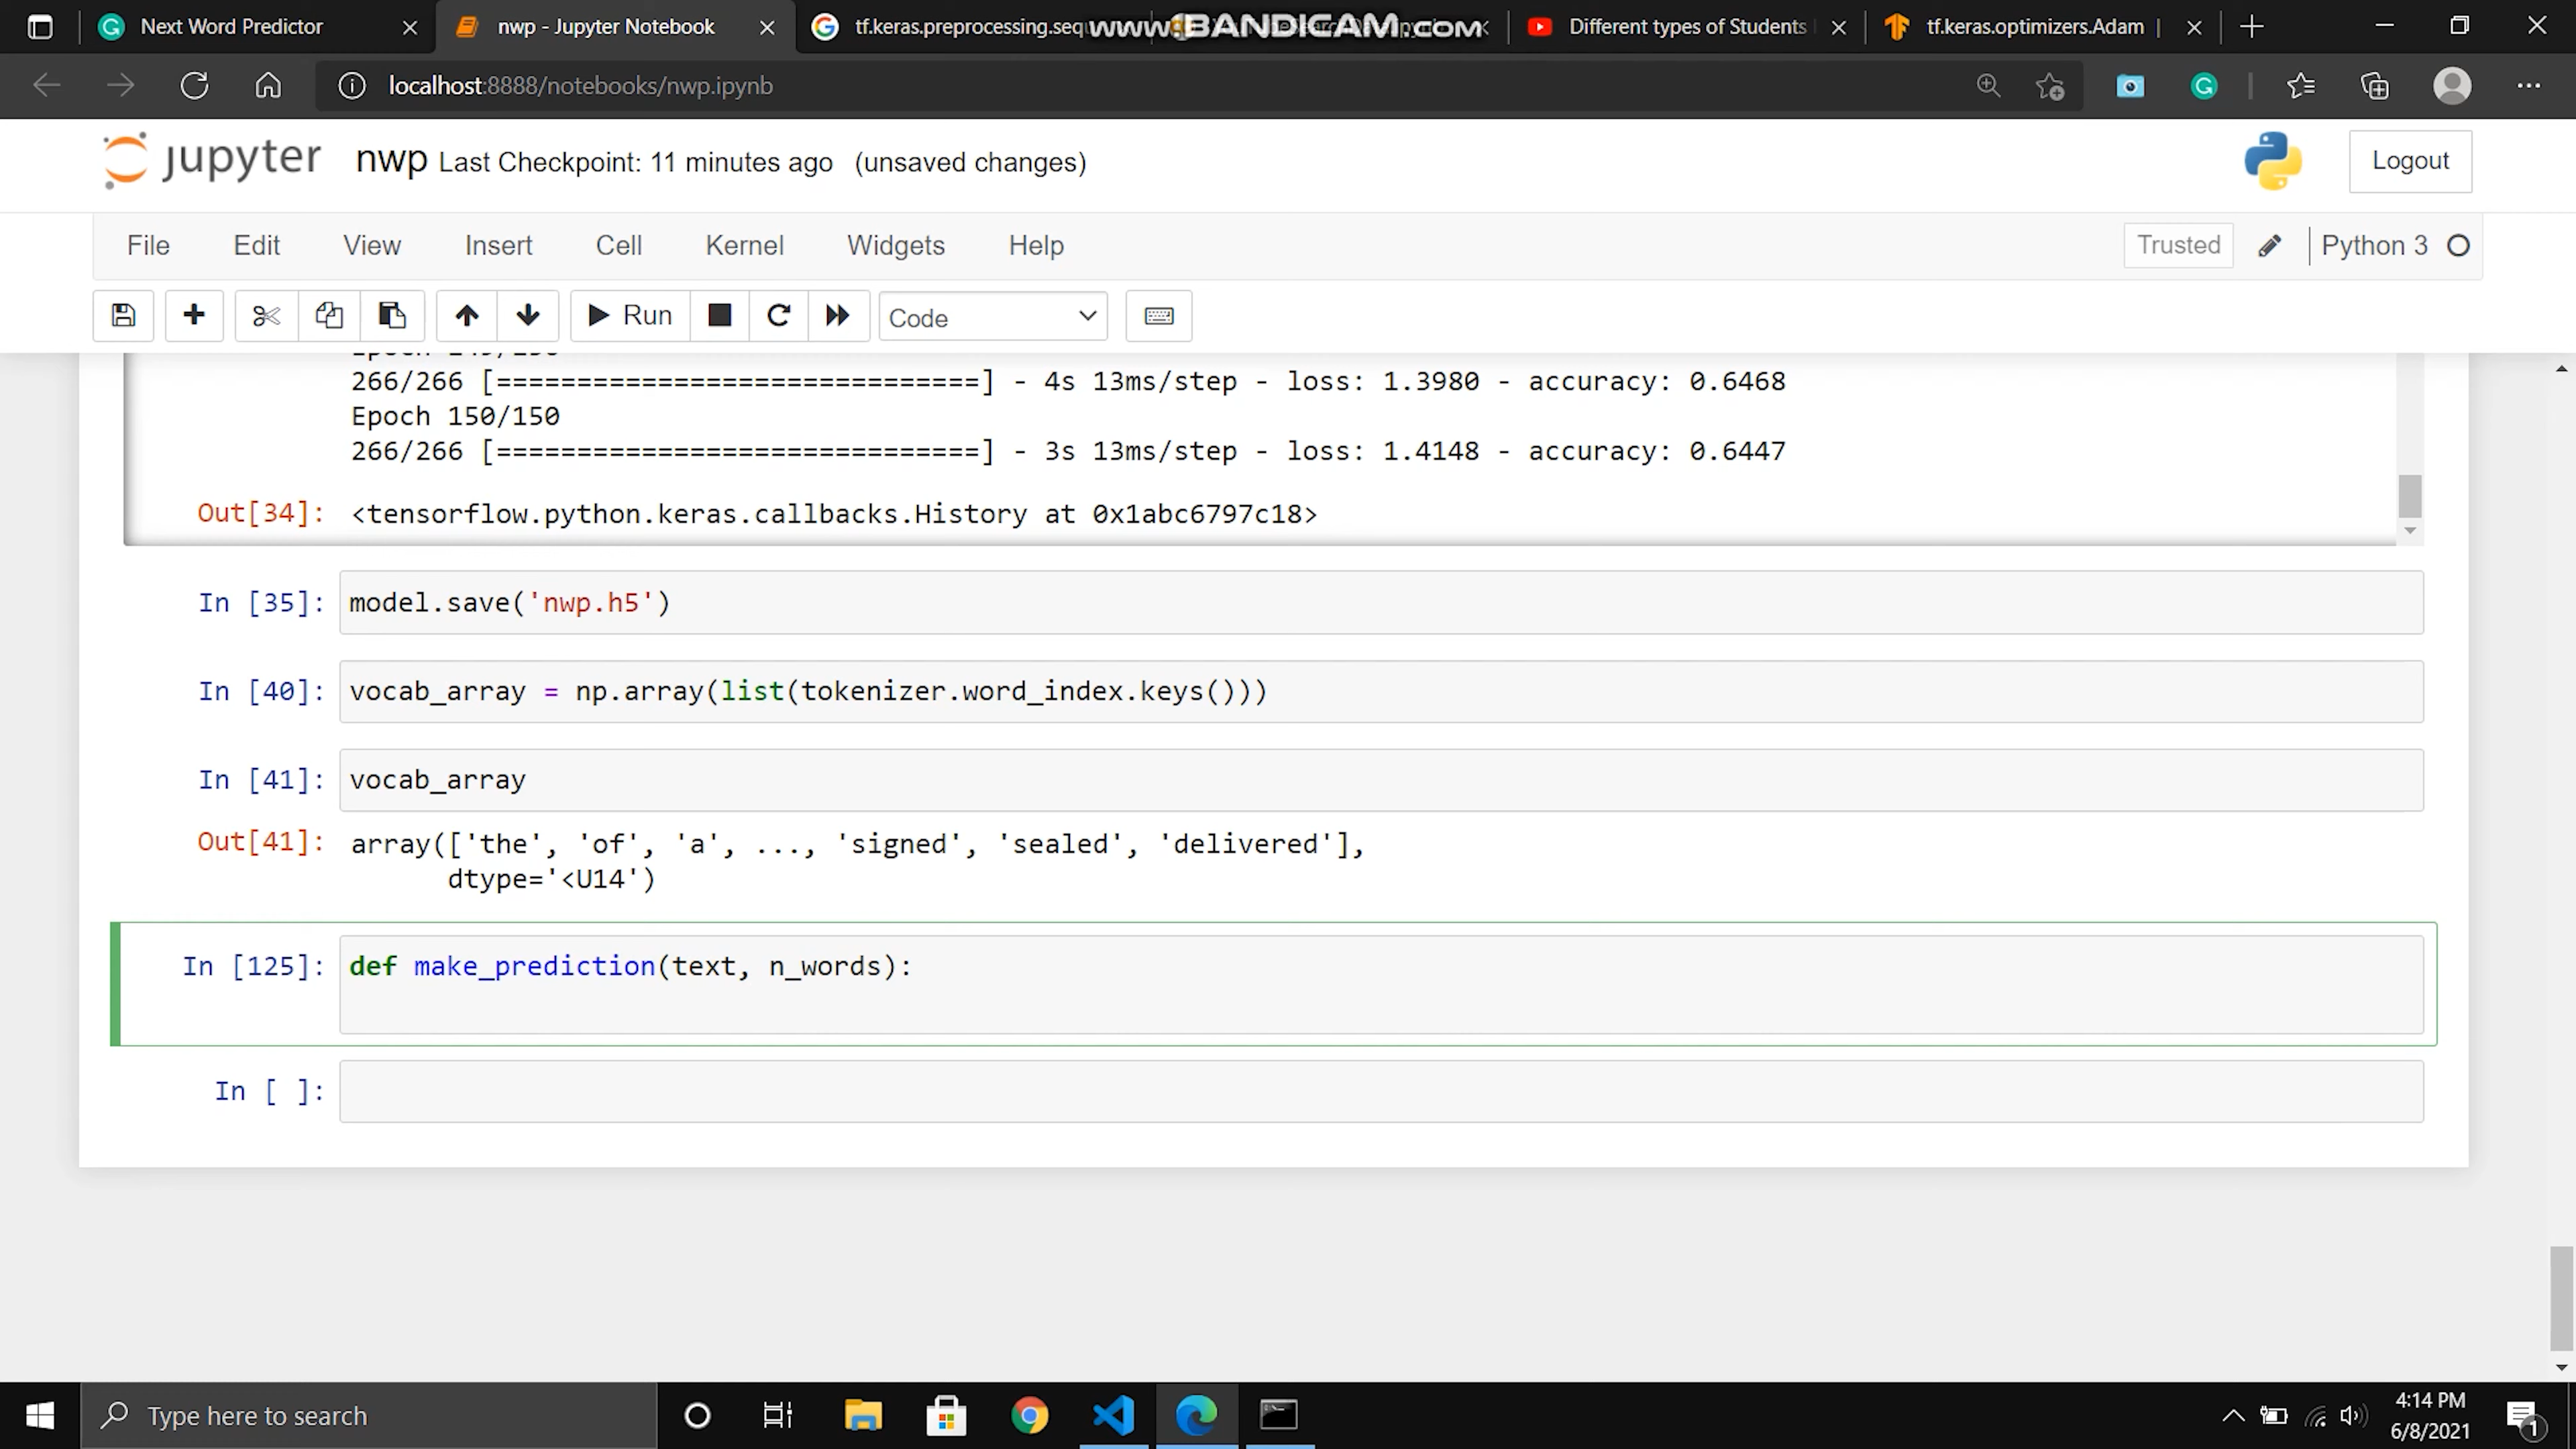 Next Word Predictor
nwp - Jupyter Notebook
tf.keras.preprocessing.sequ
www.BANDICAM.com
Different types of Students
tf.keras.optimizers.Adam |
localhost:8888/notebooks/nwp.ipynb
jupyter nwp Last Checkpoint: 11 minutes ago (unsaved changes)
Logout
File Edit View Insert Cell Kernel Widgets Help
Trusted Python 3
Run Code
266/266 [==============================] - 4s 13ms/step - loss: 1.3980 - accuracy: 0.6468
Epoch 150/150
266/266 [==============================] - 3s 13ms/step - loss: 1.4148 - accuracy: 0.6447
Out[34]: <tensorflow.python.keras.callbacks.History at 0x1abc6797c18>
In [35]: model.save('nwp.h5')
In [40]: vocab_array = np.array(list(tokenizer.word_index.keys()))
In [41]: vocab_array
Out[41]: array(['the', 'of', 'a', ..., 'signed', 'sealed', 'delivered'],
dtype='<U14')
In [125]: def make_prediction(text, n_words):
In [ ]:
Type here to search
4:14 PM
6/8/2021
1